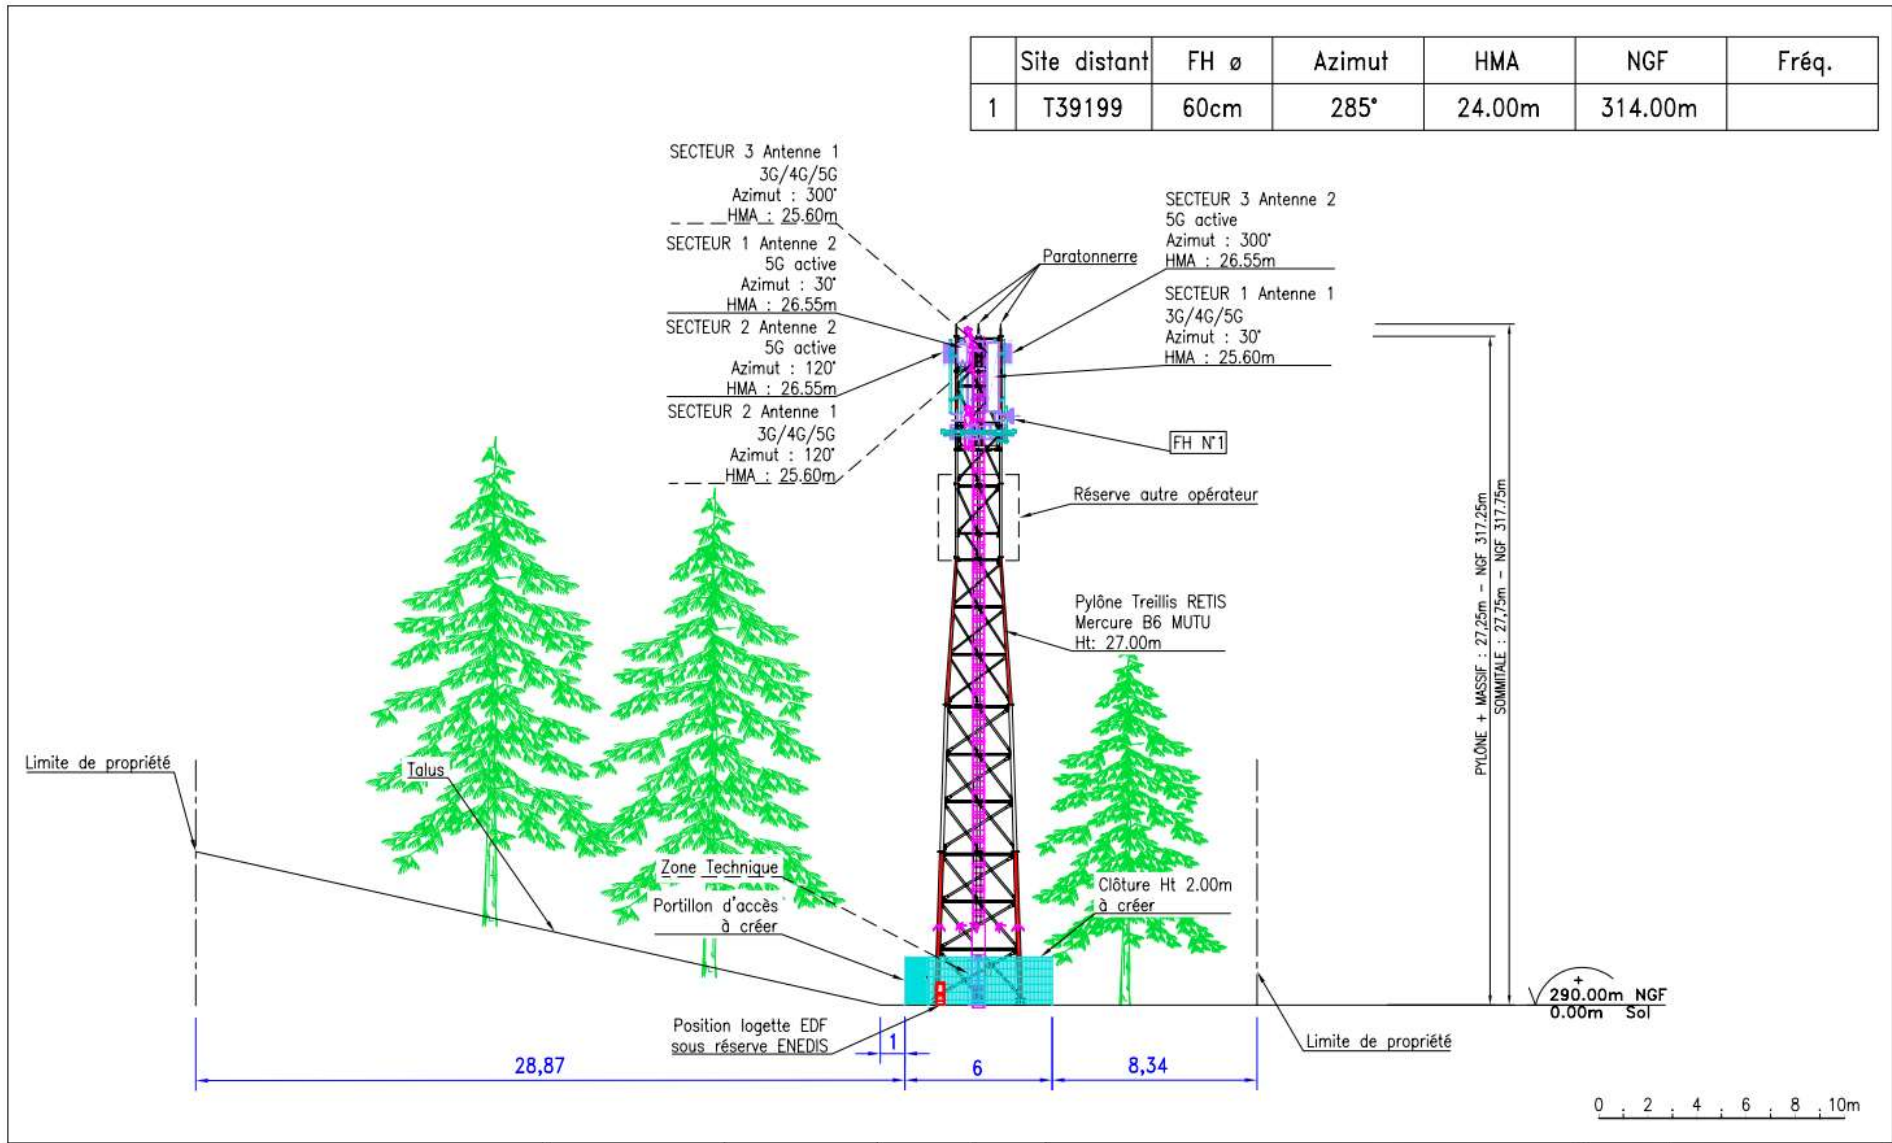 Site distant FH ø Azimut HMA NGF Fréq.
1 T39199 60cm 285° 24.00m 314.00m
SECTEUR 3 Antenne 1
3G/4G/5G
Azimut : 300°
HMA : 25.60m
SECTEUR 1 Antenne 2
5G active
Azimut : 30°
HMA : 26.55m
SECTEUR 2 Antenne 2
5G active
Azimut : 120°
HMA : 26.55m
SECTEUR 2 Antenne 1
3G/4G/5G
Azimut : 120°
HMA : 25.60m
Paratonnerre
SECTEUR 3 Antenne 2
5G active
Azimut : 300°
HMA : 26.55m
SECTEUR 1 Antenne 1
3G/4G/5G
Azimut : 30°
HMA : 25.60m
FH N°1
Réserve autre opérateur
Pylône Treillis RETIS
Mercure B6 MUTU
Ht: 27.00m
PYLÔNE + MASSIF : 27,25m - NGF 317.25m
SOMMITALE : 27,75m - NGF 317.75m
Limite de propriété
Talus
Zone Technique
Portillon d'accès
à créer
Clôture Ht 2.00m
à créer
Position logette EDF
sous réserve ENEDIS
290.00m NGF
0.00m Sol
Limite de propriété
28,87
1
6
8,34
0 2 4 6 8 10m